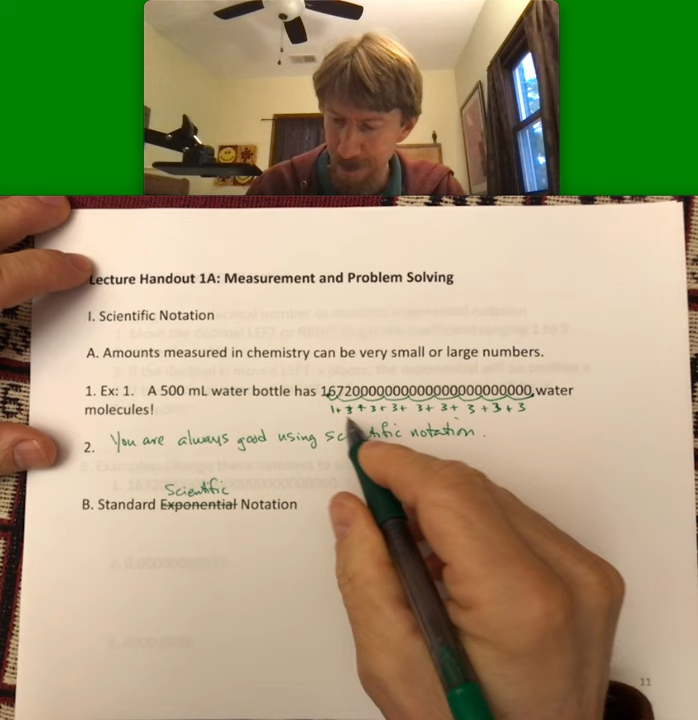 Lecture Handout 1A: Measurement and Problem Solving
I. Scientific Notation
A. Amounts measured in chemistry can be very small or large numbers.
1. Ex: 1. A 500 mL water bottle has 16720000000000000000000000 water
molecules!
1+3+3+3+3+3+3+3+3
2. You are always good using scientific notation.
Scientific
B. Standard Exponential Notation
11